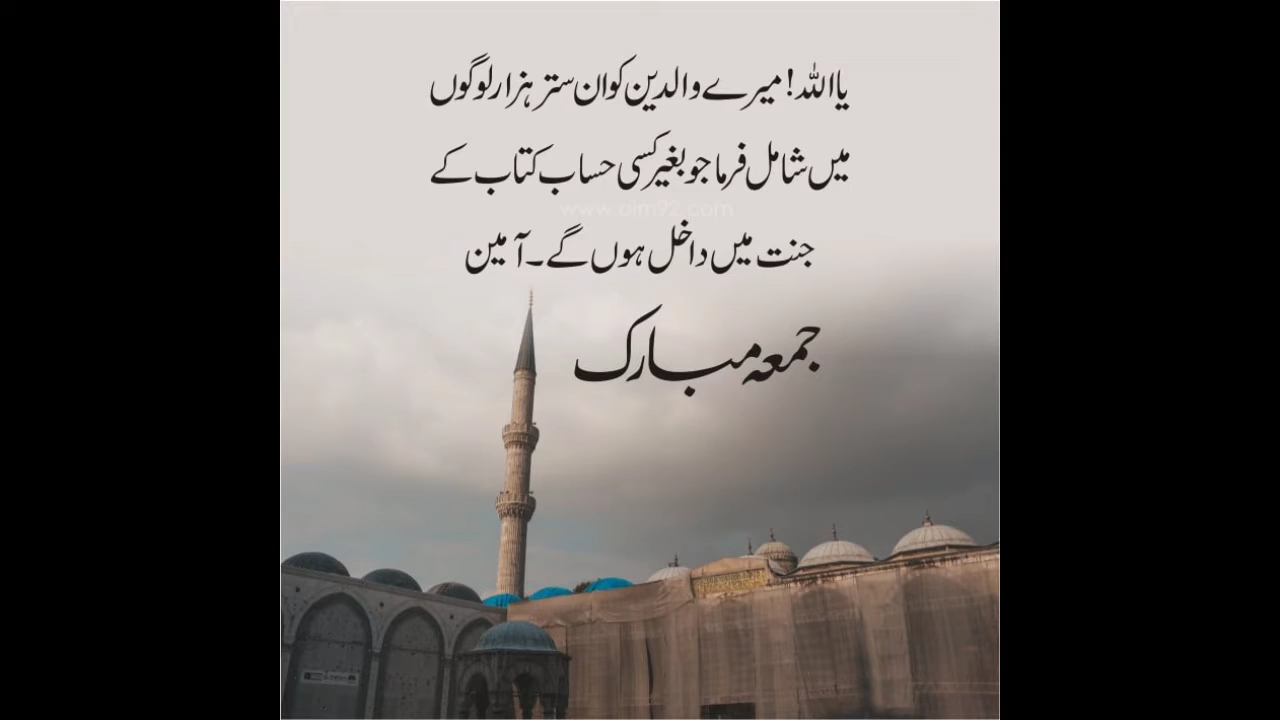 یا اللہ! میرے والدین کو ان ستر ہزار لوگوں
میں شامل فرما جو بغیر کسی حساب کتاب کے
www.aim92.com
جنت میں داخل ہوں گے۔ آمین
جمعہ مبارک